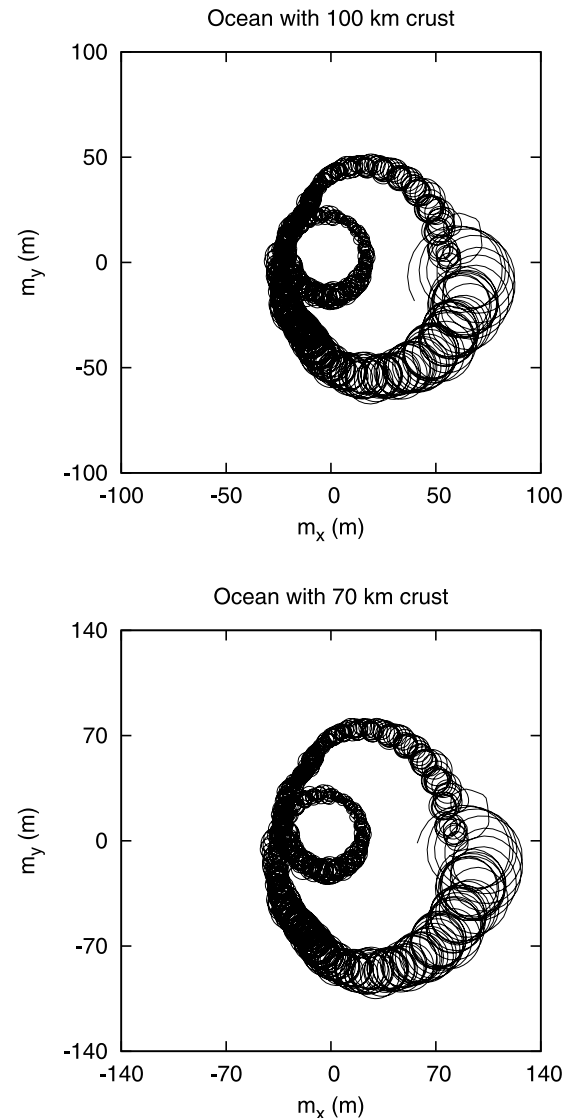 Ocean with 100 km crust
100
50
0
-50
-100
m_y (m)
-100 -50 0 50 100
m_x (m)
Ocean with 70 km crust
140
70
0
-70
-140
m_y (m)
-140 -70 0 70 140
m_x (m)